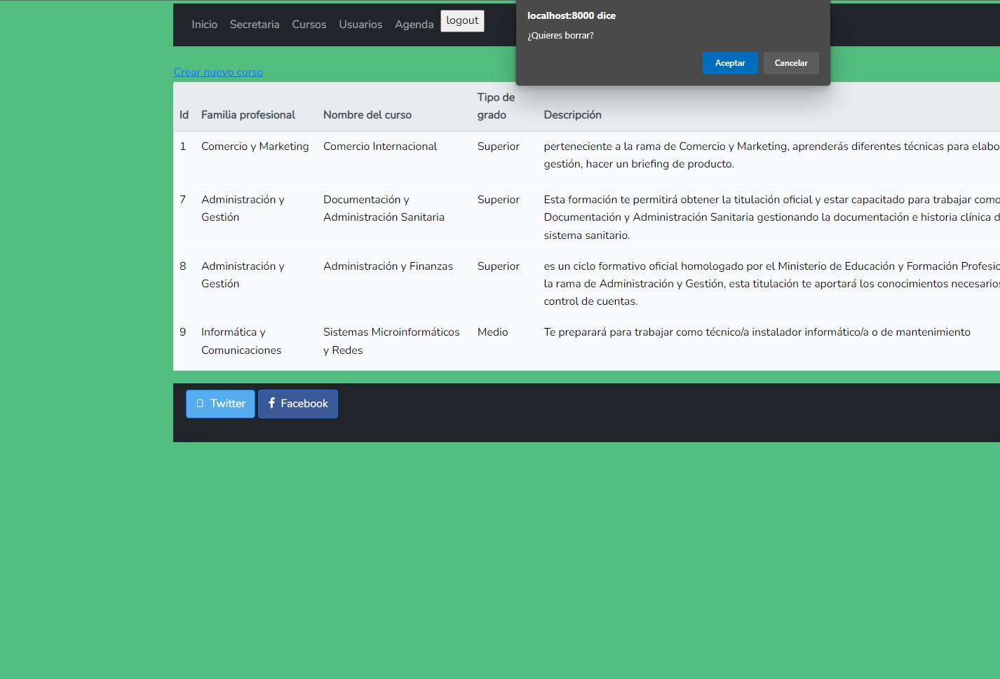 Inicio Secretaria Cursos Usuarios Agenda logout
localhost:8000 dice
¿Quieres borrar?
Aceptar Cancelar
Crear nuevo curso
Id Familia profesional Nombre del curso Tipo de grado Descripción
1 Comercio y Marketing Comercio Internacional Superior perteneciente a la rama de Comercio y Marketing, aprenderás diferentes técnicas para elabo
gestión, hacer un briefing de producto.
7 Administración y Documentación y Superior Esta formación te permitirá obtener la titulación oficial y estar capacitado para trabajar como
Gestión Administración Sanitaria Documentación y Administración Sanitaria gestionando la documentación e historia clínica d
sistema sanitario.
8 Administración y Administración y Finanzas Superior es un ciclo formativo oficial homologado por el Ministerio de Educación y Formación Profesio
Gestión la rama de Administración y Gestión, esta titulación te aportará los conocimientos necesarios
control de cuentas.
9 Informática y Sistemas Microinformáticos Medio Te preparará para trabajar como técnico/a instalador informático/a o de mantenimiento
Comunicaciones y Redes
Twitter Facebook